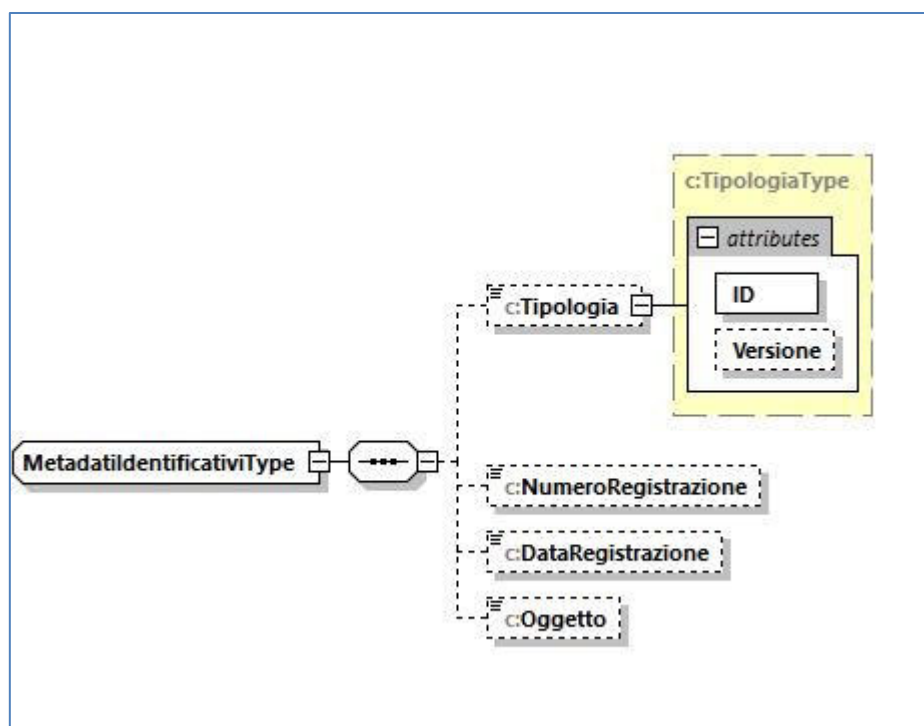 c:TipologiaType
attributes
ID
c:Tipologia
Versione
MetadatiIdentificativiType
c:NumeroRegistrazione
c:DataRegistrazione
c:Oggetto